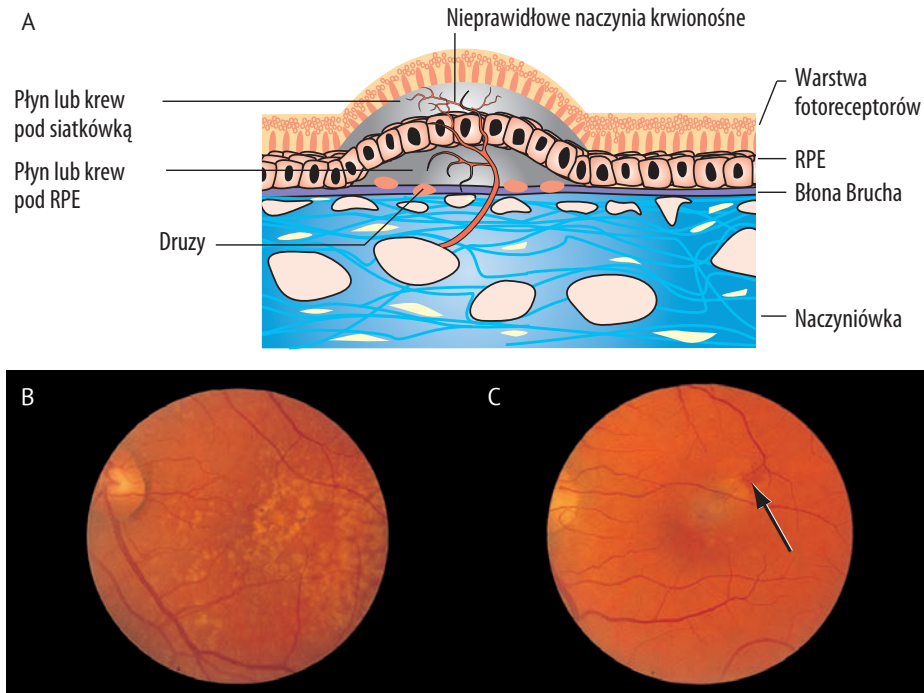 A
Nieprawidłowe naczynia krwionośne
Płyn lub krew
pod siatkówką
Płyn lub krew
pod RPE
Druzy
Warstwa
fotoreceptorów
RPE
Błona Brucha
Naczyniówka
B
C